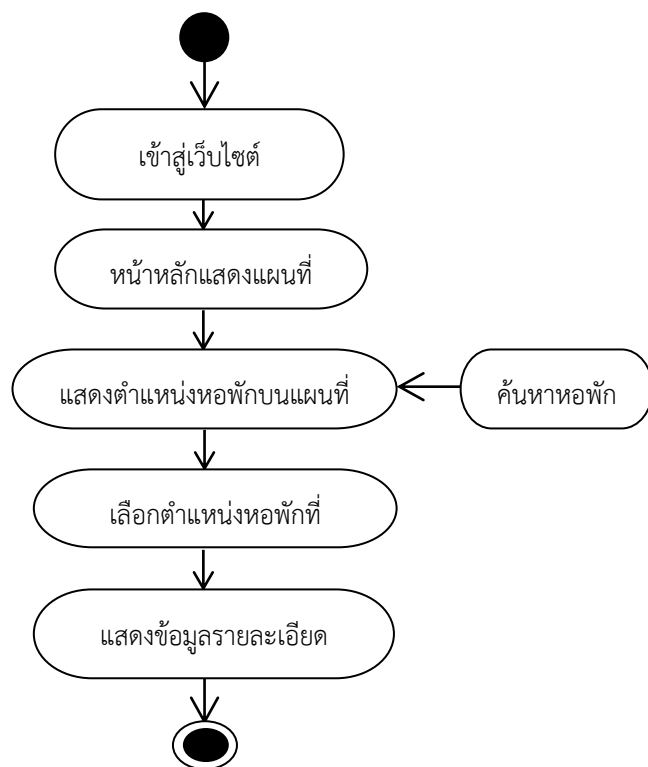 เข้าสู่เว็บไซต์
หน้าหลักแสดงแผนที่
แสดงตำแหน่งหอพักบนแผนที่
ค้นหาหอพัก
เลือกตำแหน่งหอพักที่
แสดงข้อมูลรายละเอียด